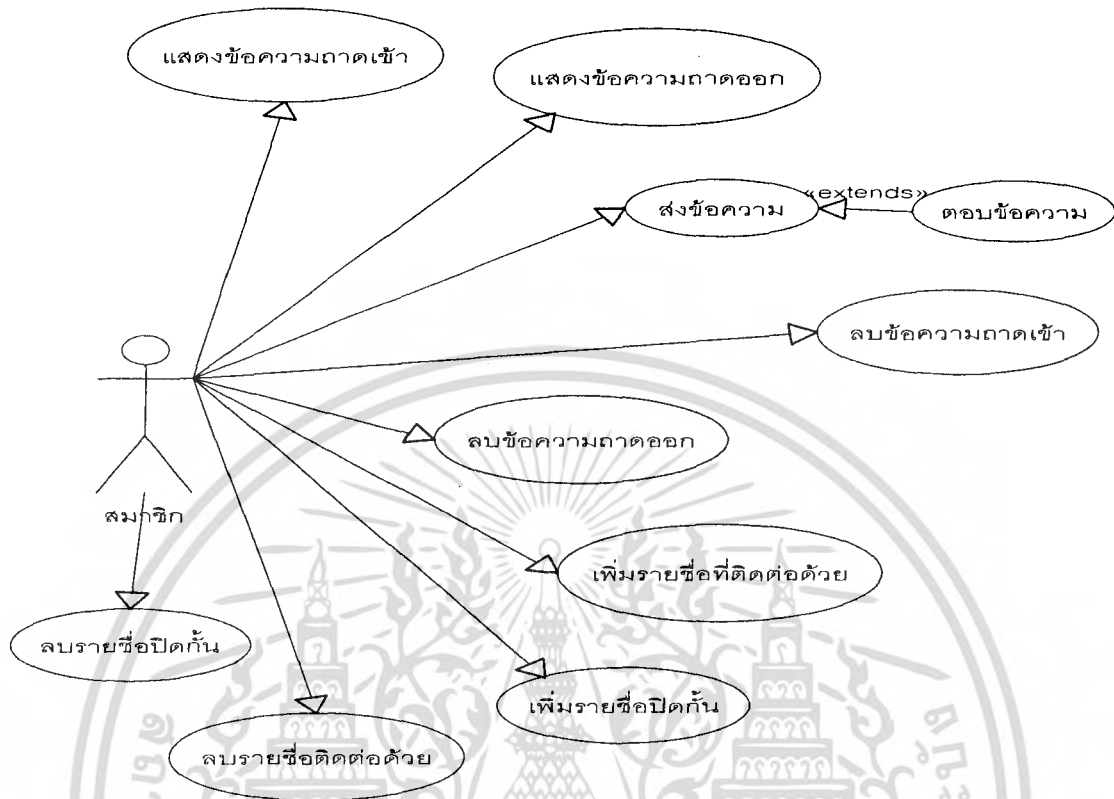 แสดงข้อความถาดเข้า
แสดงข้อความถาดออก
«extends»
ส่งข้อความ
ตอบข้อความ
ลบข้อความถาดเข้า
ลบข้อความถาดออก
สมาชิก
เพิ่มรายชื่อที่ติดต่อด้วย
ลบรายชื่อปิดกั้น
เพิ่มรายชื่อปิดกั้น
ลบรายชื่อติดต่อด้วย